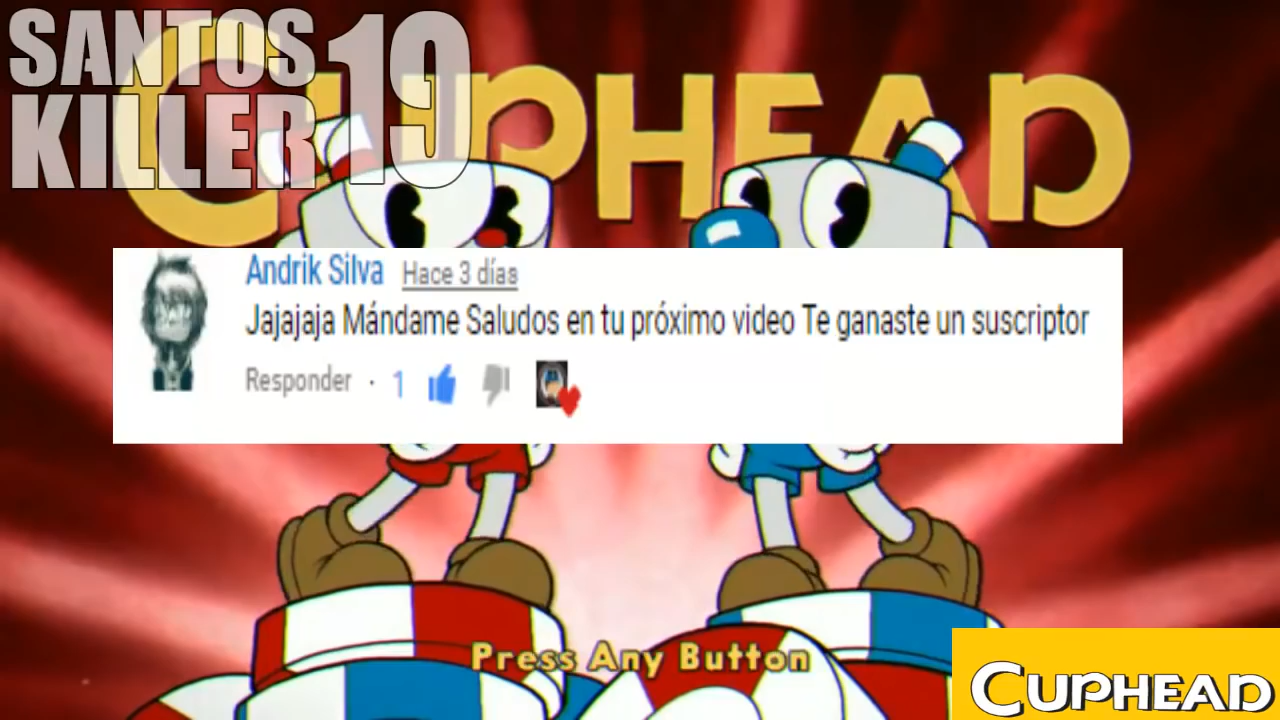 SANTOS
KILLER 19
CUPHEAD
Andrik Silva Hace 3 días
Jajajaja Mándame Saludos en tu próximo video Te ganaste un suscriptor
Responder · 1
Press Any Button
CUPHEAD